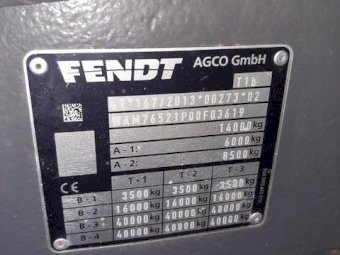 FENDT
AGCO GmbH
T1b
*167/2013*00273*02
WAM76521P00F03619
14000 kg
A - 1: 6000 kg
A - 2: 8500 kg
T - 1 T - 2 T - 3
B - 1 3500 kg 3500 kg 3500 kg
B - 2 16000 kg 16000 kg 16000 kg
B - 3 40000 kg 40000 kg 40000 kg
B - 4 40000 kg 40000 kg 40000 kg
CE